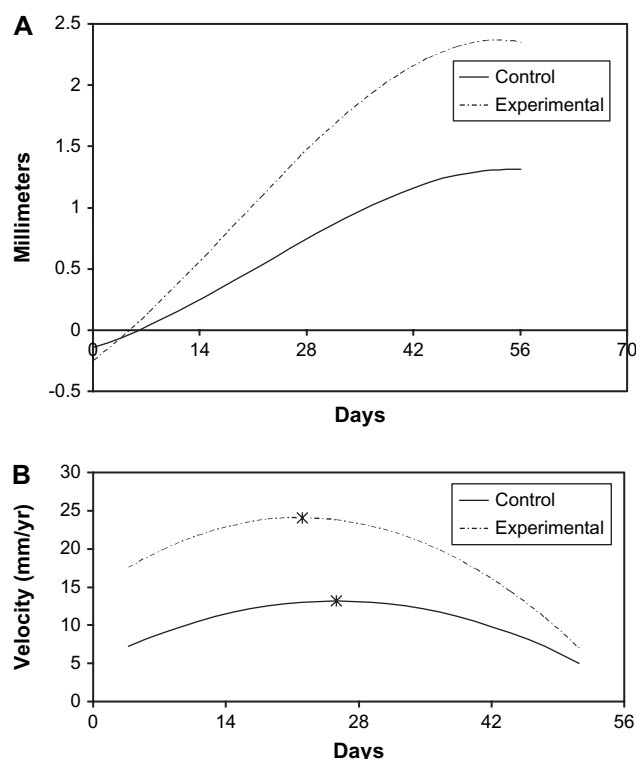 A
2.5
2
1.5
1
0.5
0
-0.5
Millimeters
Control
Experimental
0 14 28 42 56 70
Days
B
30
25
20
15
10
5
0
Velocity (mm/yr)
Control
Experimental
0 14 28 42 56
Days